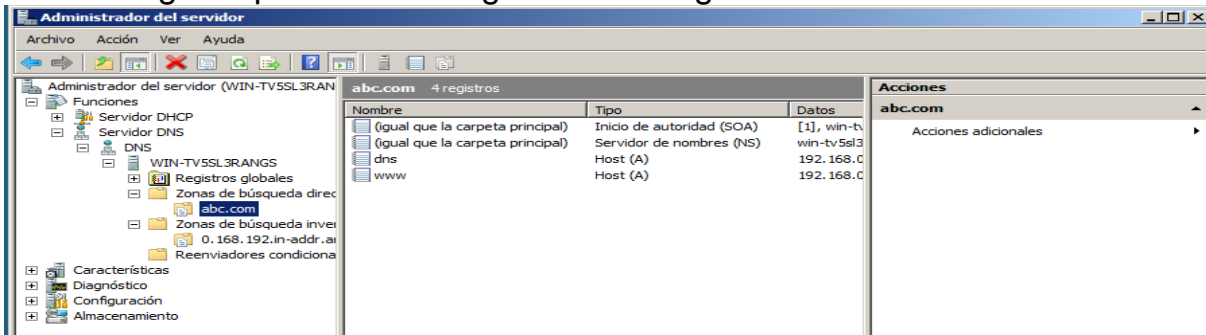 Administrador del servidor
Archivo Acción Ver Ayuda
Administrador del servidor (WIN-TV5SL3RAN
Funciones
Servidor DHCP
Servidor DNS
DNS
WIN-TV5SL3RANGS
Registros globales
Zonas de búsqueda direc
abc.com
Zonas de búsqueda inver
0.168.192.in-addr.ar
Reenviadores condiciona
Características
Diagnóstico
Configuración
Almacenamiento
abc.com 4 registros
Nombre Tipo Datos
(igual que la carpeta principal) Inicio de autoridad (SOA) [1], win-tv
(igual que la carpeta principal) Servidor de nombres (NS) win-tv5sl3
dns Host (A) 192.168.0
www Host (A) 192.168.0
Acciones
abc.com
Acciones adicionales